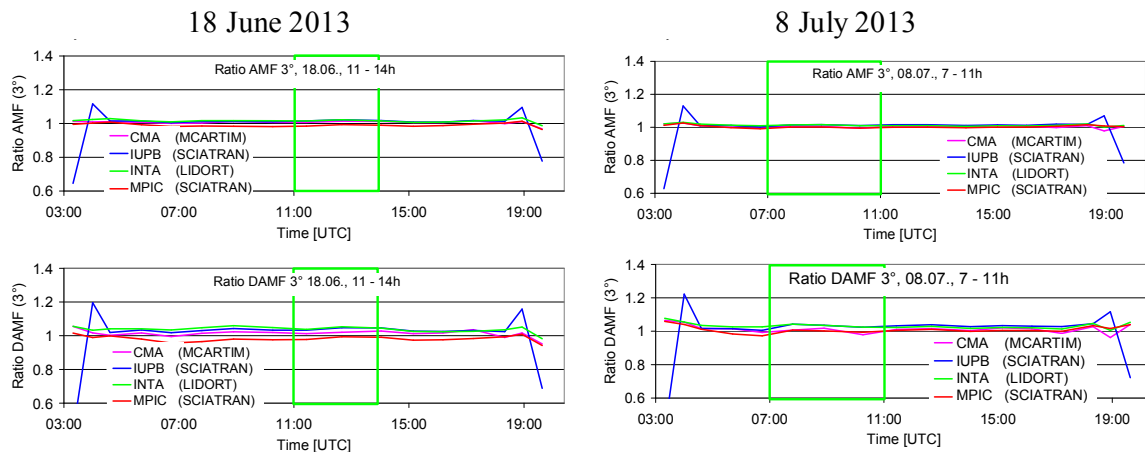 18 June 2013
8 July 2013
Ratio AMF (3°)
1.4
1.2
1
0.8
0.6
Ratio AMF 3°, 18.06., 11 - 14h
CMA (MCARTIM)
IUPB (SCIATRAN)
INTA (LIDORT)
MPIC (SCIATRAN)
03:00 07:00 11:00 15:00 19:00
Time [UTC]
Ratio AMF (3°)
1.4
1.2
1
0.8
0.6
Ratio AMF 3°, 08.07., 7 - 11h
CMA (MCARTIM)
IUPB (SCIATRAN)
INTA (LIDORT)
MPIC (SCIATRAN)
03:00 07:00 11:00 15:00 19:00
Time [UTC]
Ratio DAMF (3°)
1.4
1.2
1
0.8
0.6
Ratio DAMF 3° 18.06., 11 - 14h
CMA (MCARTIM)
IUPB (SCIATRAN)
INTA (LIDORT)
MPIC (SCIATRAN)
03:00 07:00 11:00 15:00 19:00
Time [UTC]
Ratio DAMF (3°)
1.4
1.2
1
0.8
0.6
Ratio DAMF 3°, 08.07., 7 - 11h
CMA (MCARTIM)
IUPB (SCIATRAN)
INTA (LIDORT)
MPIC (SCIATRAN)
03:00 07:00 11:00 15:00 19:00
Time [UTC]